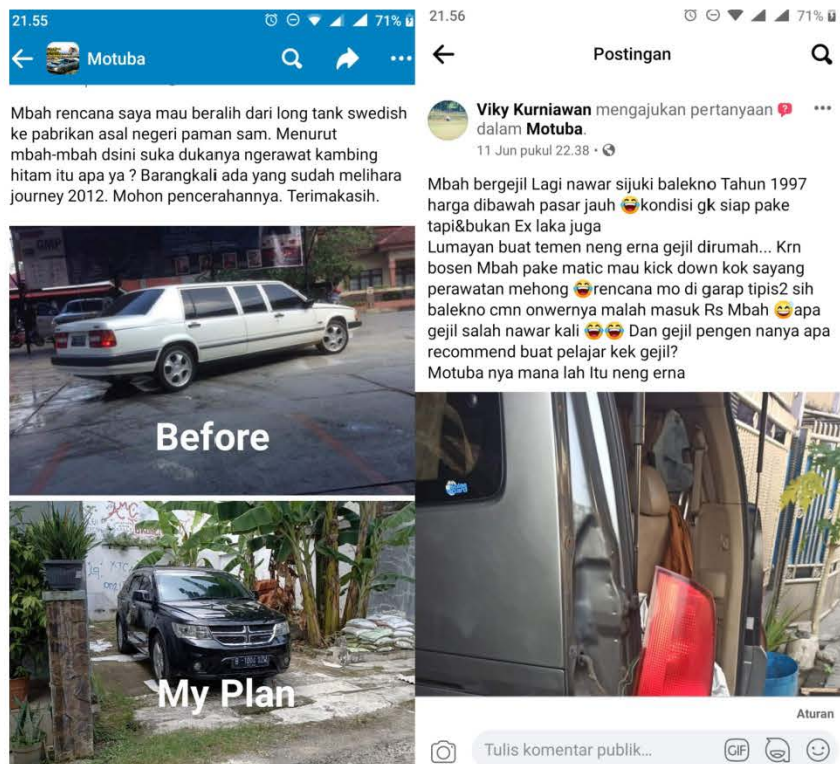 21.55
71%
Motuba
Mbah rencana saya mau beralih dari long tank swedish
ke pabrikan asal negeri paman sam. Menurut
mbah-mbah dsini suka dukanya ngerawat kambing
hitam itu apa ya ? Barangkali ada yang sudah melihara
journey 2012. Mohon pencerahannya. Terimakasih.
Before
My Plan
21.56
71%
Postingan
Viky Kurniawan mengajukan pertanyaan
dalam Motuba.
11 Jun pukul 22.38
Mbah bergejil Lagi nawar sijuki balekno Tahun 1997
harga dibawah pasar jauh 😂kondisi gk siap pake
tapi&bukan Ex laka juga
Lumayan buat temen neng erna gejil dirumah... Krn
bosen Mbah pake matic mau kick down kok sayang
perawatan mehong 😂rencana mo di garap tipis2 sih
balekno cmn onwernya malah masuk Rs Mbah 😅apa
gejil salah nawar kali 😂😂 Dan gejil pengen nanya apa
recommend buat pelajar kek gejil?
Motuba nya mana lah Itu neng erna
Aturan
Tulis komentar publik...
GIF